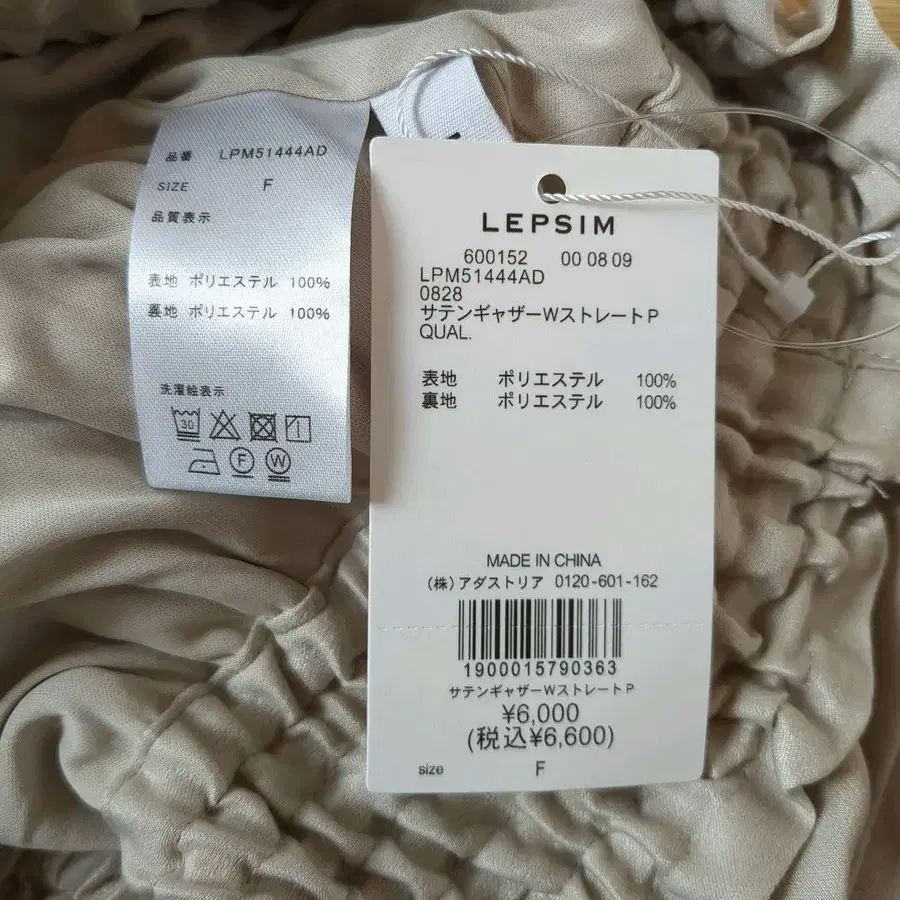 品番 LPM51444AD
SIZE F
品質表示
表地 ポリエステル 100%
裏地 ポリエステル 100%
洗濯絵表示
30
F W
LEPSIM
600152 00 08 09
LPM51444AD
0828
サテンギャザーWストレートP
QUAL.
表地 ポリエステル 100%
裏地 ポリエステル 100%
MADE IN CHINA
(株)アダストリア 0120-601-162
1900015790363
サテンギャザーWストレートP
¥6,000
(税込¥6,600)
size F